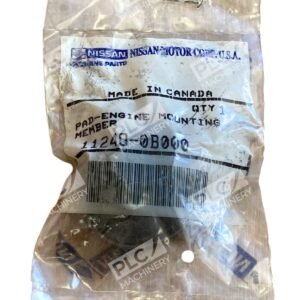 NISSAN NISSAN MOTOR CORP. U.S.A.
GENUINE PARTS
MADE IN CANADA
QTY 1
PAD-ENGINE MOUNTING
MEMBER
11248-0B000
PLC
MACHINERY